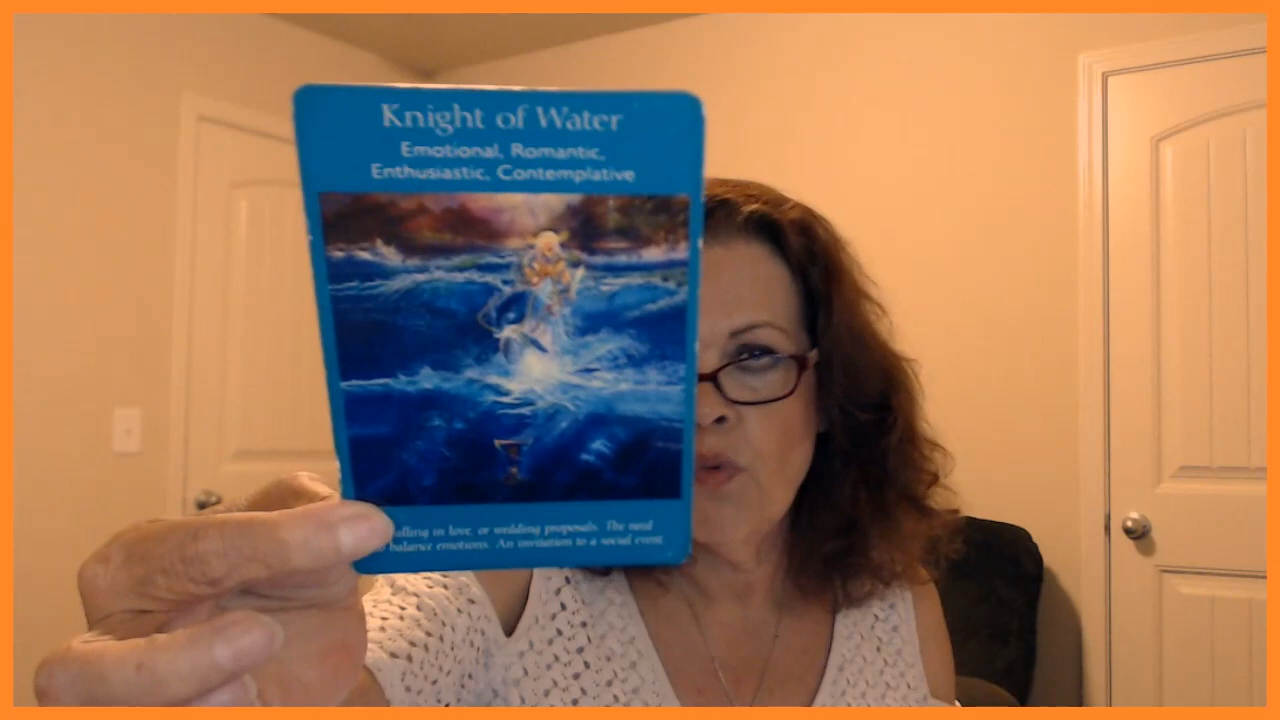 Knight of Water
Emotional, Romantic,
Enthusiastic, Contemplative
falling in love, or wedding proposals. The need
to balance emotions. An invitation to a social event